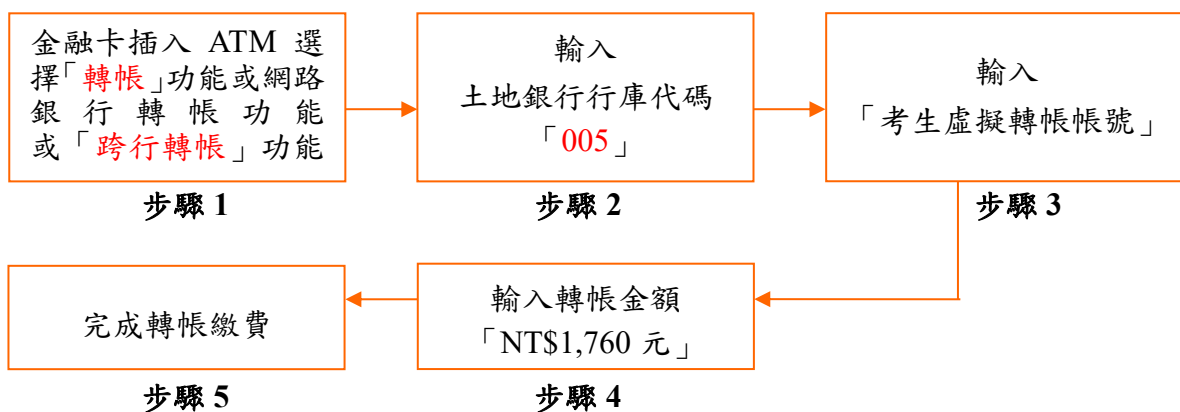 金融卡插入 ATM 選
擇「轉帳」功能或網路
銀行轉帳功能
或「跨行轉帳」功能
步驟 1
輸入
土地銀行行庫代碼
「005」
步驟 2
輸入
「考生虛擬轉帳帳號」
步驟 3
輸入轉帳金額
「NT$1,760 元」
步驟 4
完成轉帳繳費
步驟 5